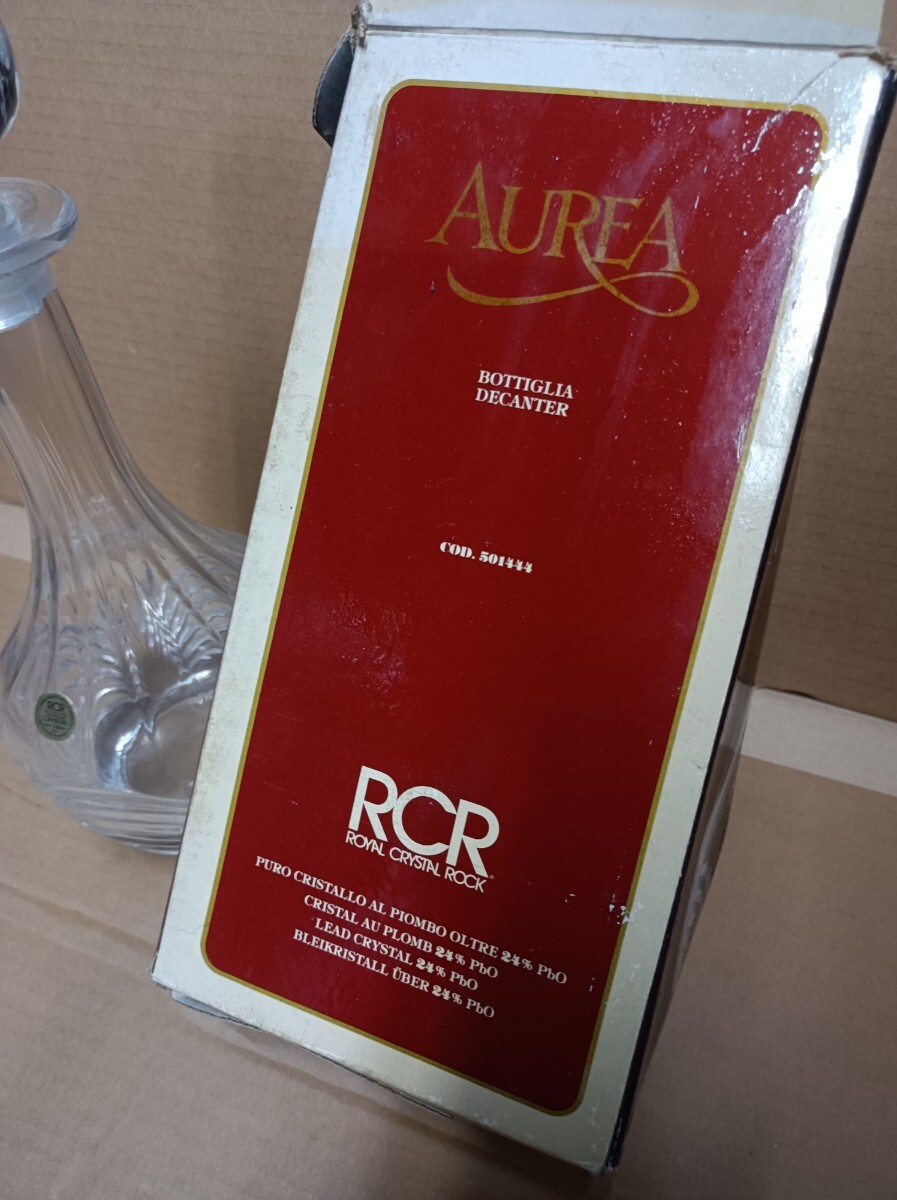 AUREA
BOTTIGLIA
DECANTER
COD. 501444
RCR
ROYAL CRYSTAL ROCK
PURO CRISTALLO AL PIOMBO OLTRE 24% PbO
CRISTAL AU PLOMB 24% PbO
LEAD CRYSTAL 24% PbO
BLEIKRISTALL ÜBER 24% PbO
RCR